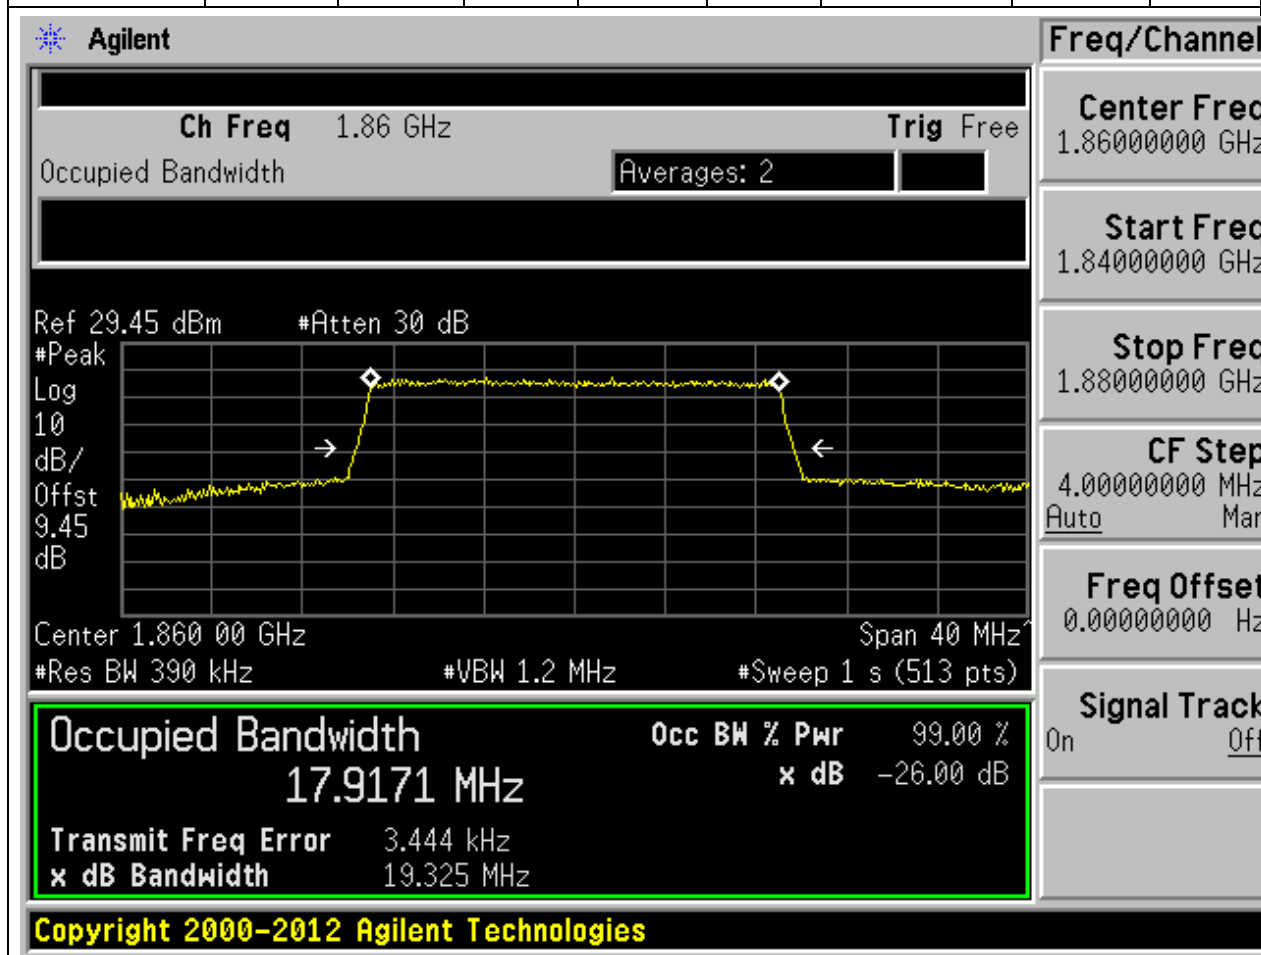 Agilent
Freq/Channel
Ch Freq 1.86 GHz Trig Free
Occupied Bandwidth Averages: 2
Center Freq
1.86000000 GHz
Start Freq
1.84000000 GHz
Stop Freq
1.88000000 GHz
CF Step
4.00000000 MHz
Auto Man
Freq Offset
0.00000000 Hz
Signal Track
On Off
Ref 29.45 dBm #Atten 30 dB
#Peak
Log
10
dB/
Offst
9.45
dB
Center 1.860 00 GHz Span 40 MHz^
#Res BW 390 kHz #VBW 1.2 MHz #Sweep 1 s (513 pts)
Occupied Bandwidth Occ BW % Pwr 99.00 %
17.9171 MHz x dB -26.00 dB
Transmit Freq Error 3.444 kHz
x dB Bandwidth 19.325 MHz
Copyright 2000-2012 Agilent Technologies